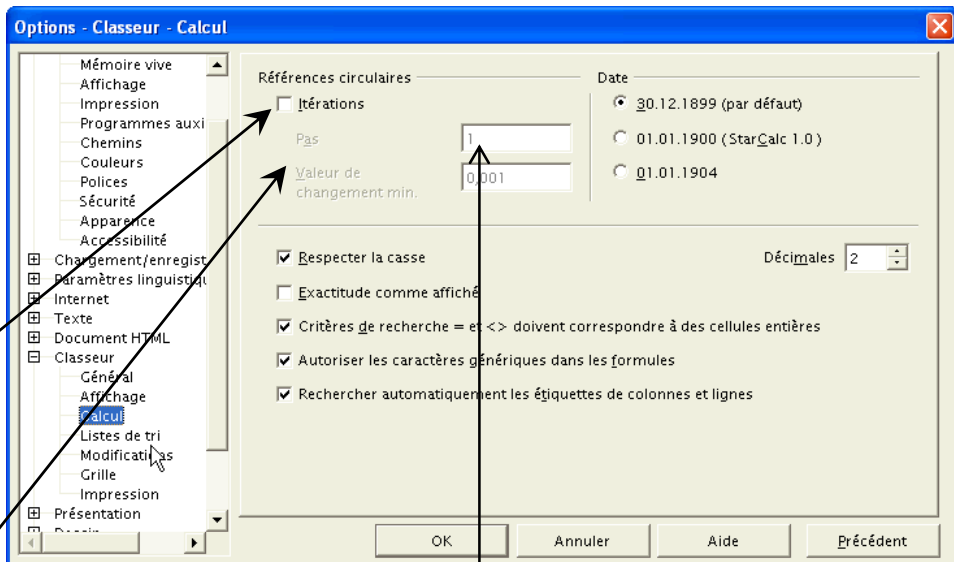 Options - Classeur - Calcul
Mémoire vive
Affichage
Impression
Programmes auxi
Chemins
Couleurs
Polices
Sécurité
Apparence
Accessibilité
Chargement/enregist
Paramètres linguistiqu
Internet
Texte
Document HTML
Classeur
Général
Affichage
Calcul
Listes de tri
Modifications
Grille
Impression
Présentation
Références circulaires
Itérations
Pas
1
Valeur de
changement min.
0,001
Date
30.12.1899 (par défaut)
01.01.1900 (StarCalc 1.0)
01.01.1904
Respecter la casse
Décimales 2
Exactitude comme affiché
Critères de recherche = et <> doivent correspondre à des cellules entières
Autoriser les caractères génériques dans les formules
Rechercher automatiquement les étiquettes de colonnes et lignes
OK
Annuler
Aide
Précédent